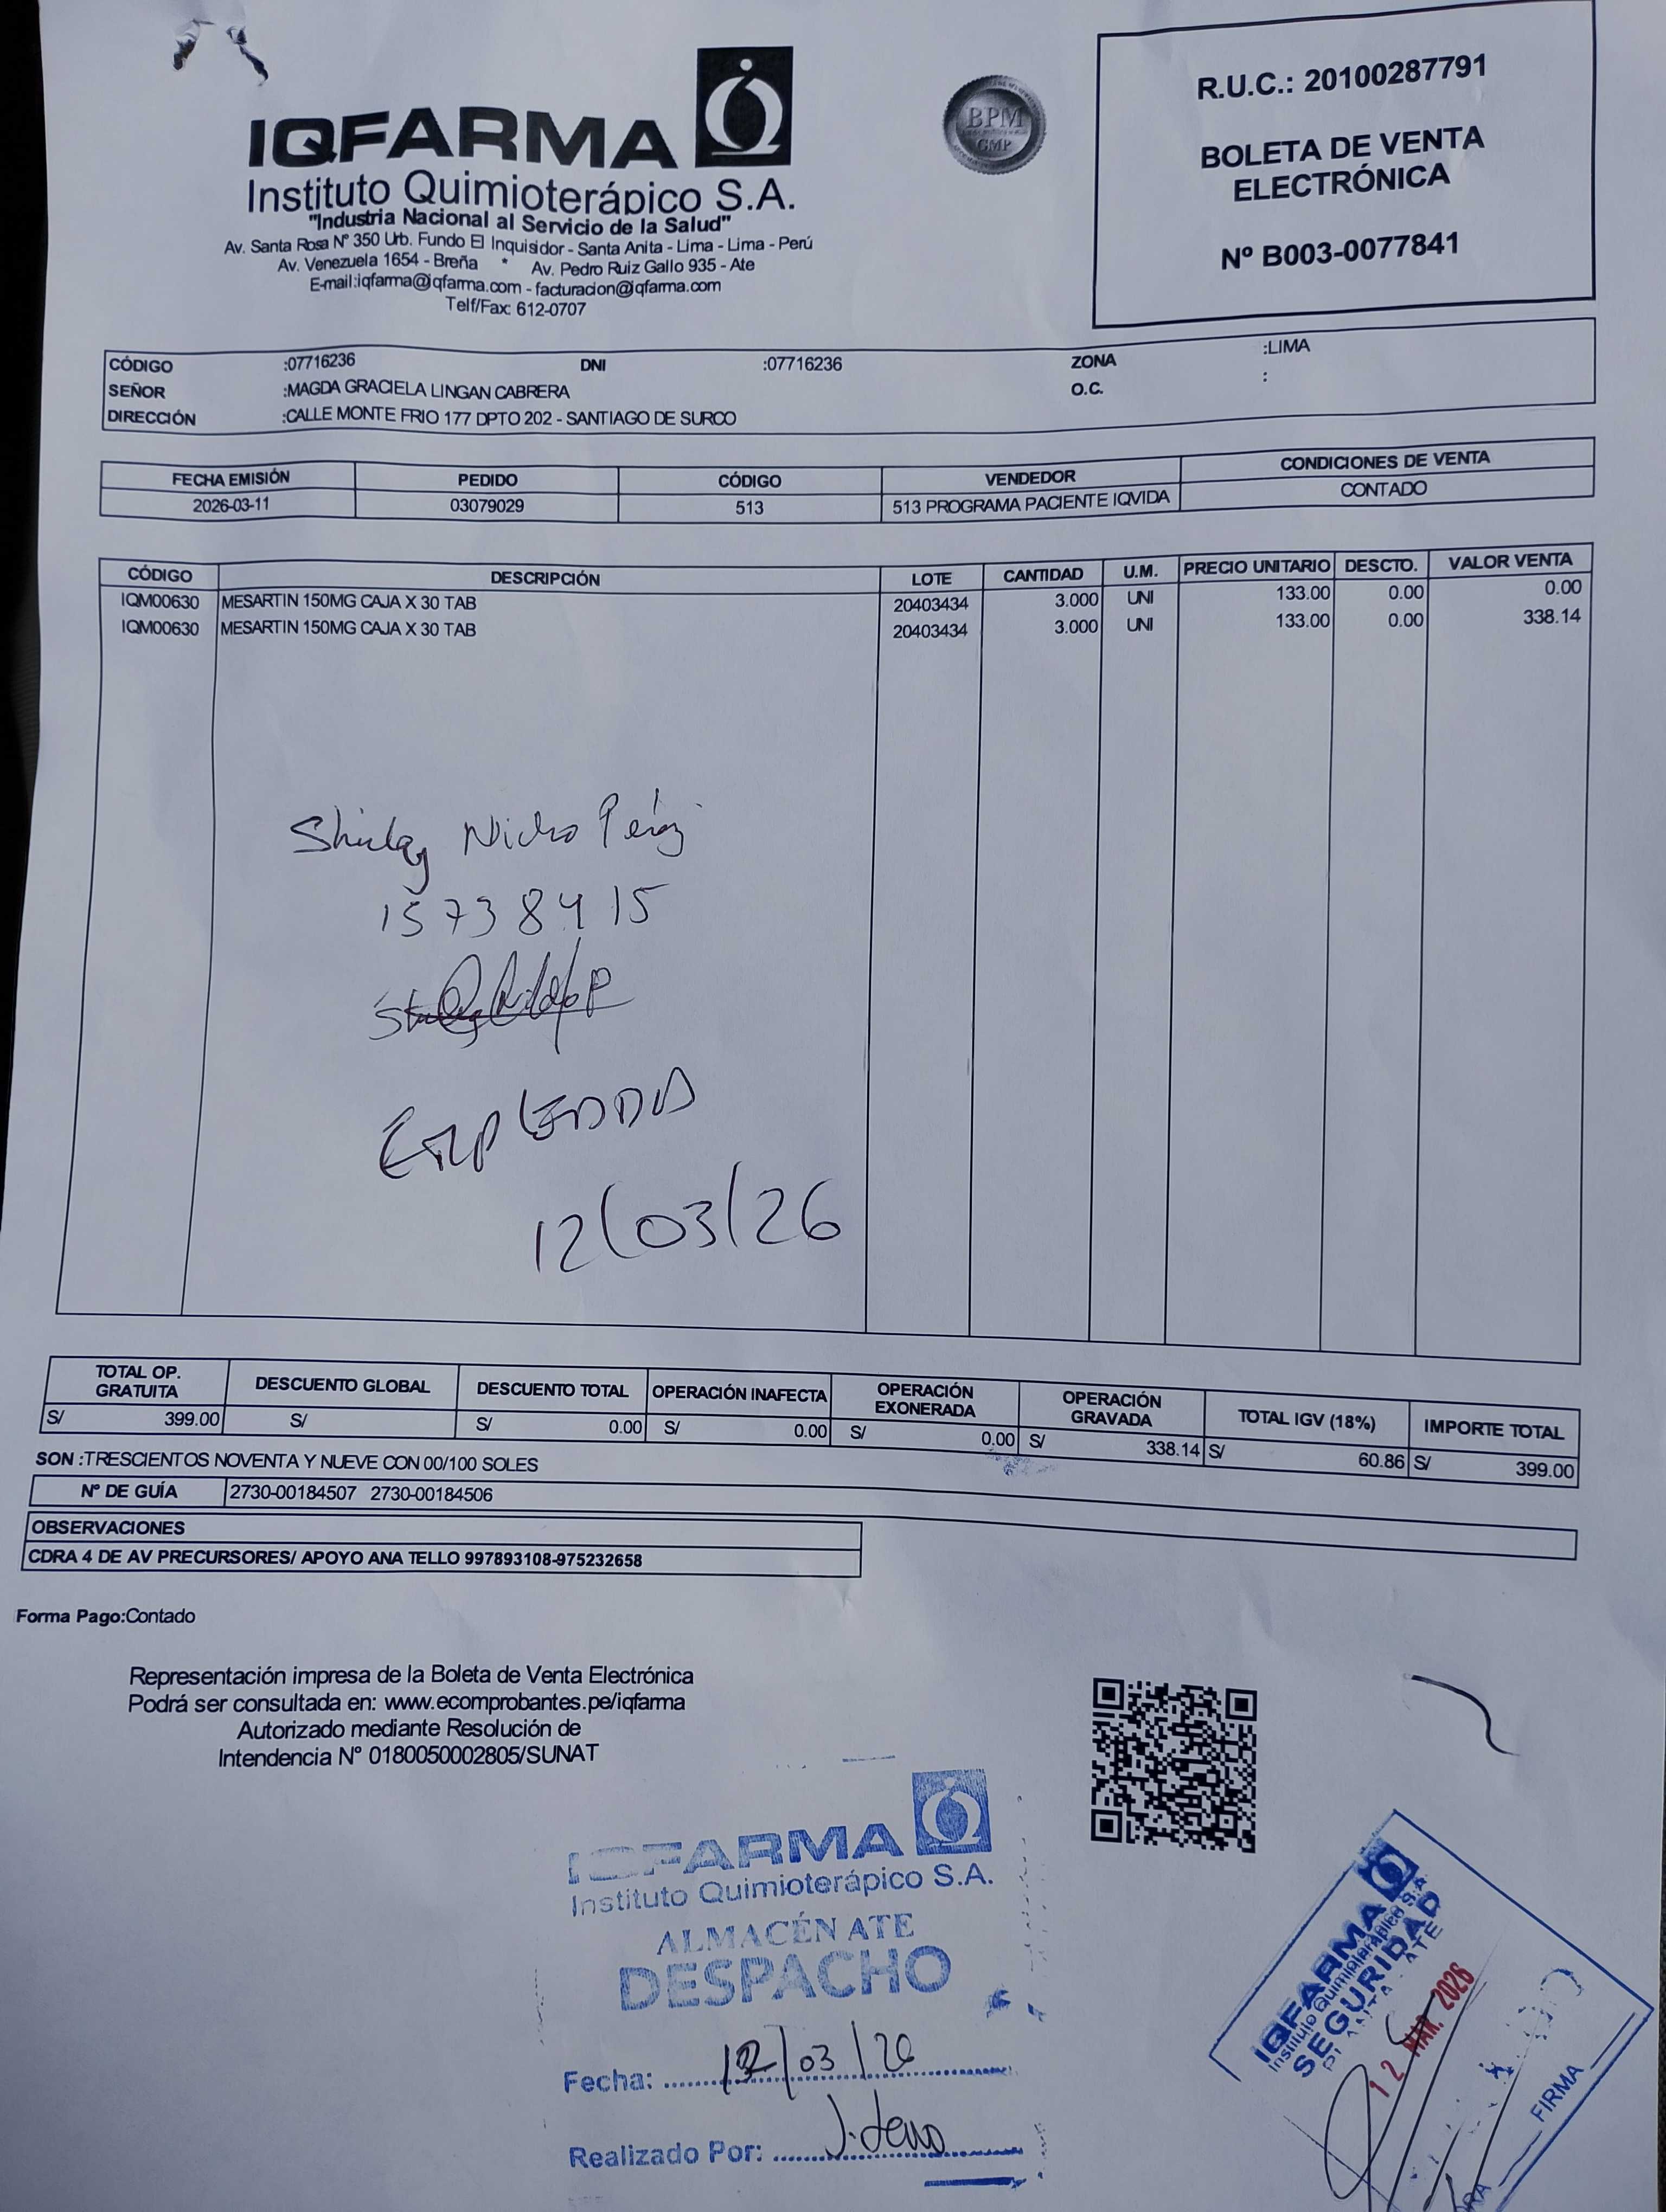 IQFARMA
Instituto Quimioterápico S.A.
"Industria Nacional al Servicio de la Salud"
Av. Santa Rosa Nº 350 Urb. Fundo El Inquisidor - Santa Anita - Lima - Lima - Perú
Av. Venezuela 1654 - Breña * Av. Pedro Ruiz Gallo 935 - Ate
E-mail:iqfarma@iqfarma.com - facturacion@iqfarma.com
Telf/Fax: 612-0707
BPM
GMP
R.U.C.: 20100287791
BOLETA DE VENTA
ELECTRÓNICA
Nº B003-0077841
CÓDIGO :07716236 DNI :07716236 ZONA :LIMA
SEÑOR :MAGDA GRACIELA LINGAN CABRERA O.C. :
DIRECCIÓN :CALLE MONTE FRIO 177 DPTO 202 - SANTIAGO DE SURCO
FECHA EMISIÓN PEDIDO CÓDIGO VENDEDOR CONDICIONES DE VENTA
2026-03-11 03079029 513 513 PROGRAMA PACIENTE IQVIDA CONTADO
CÓDIGO DESCRIPCIÓN LOTE CANTIDAD U.M. PRECIO UNITARIO DESCTO. VALOR VENTA
IQM00630 MESARTIN 150MG CAJA X 30 TAB 20403434 3.000 UNI 133.00 0.00 0.00
IQM00630 MESARTIN 150MG CAJA X 30 TAB 20403434 3.000 UNI 133.00 0.00 338.14
Shirley Nicho Pérez
15738415
EMPLEADA
12/03/26
TOTAL OP. GRATUITA DESCUENTO GLOBAL DESCUENTO TOTAL OPERACIÓN INAFECTA OPERACIÓN EXONERADA OPERACIÓN GRAVADA TOTAL IGV (18%) IMPORTE TOTAL
S/ 399.00 S/ S/ 0.00 S/ 0.00 S/ 0.00 S/ 338.14 S/ 60.86 S/ 399.00
SON :TRESCIENTOS NOVENTA Y NUEVE CON 00/100 SOLES
Nº DE GUÍA 2730-00184507 2730-00184506
OBSERVACIONES
CDRA 4 DE AV PRECURSORES/ APOYO ANA TELLO 997893108-975232658
Forma Pago:Contado
Representación impresa de la Boleta de Venta Electrónica
Podrá ser consultada en: www.ecomprobantes.pe/iqfarma
Autorizado mediante Resolución de
Intendencia Nº 0180050002805/SUNAT
IQFARMA
Instituto Quimioterápico S.A.
ALMACÉN ATE
DESPACHO
Fecha: 12/03/26
Realizado Por:
IQFARMA
Instituto Quimioterápico S.A.
SEGURIDAD
PLANTA - ATE
12 MAR. 2026
FIRMA